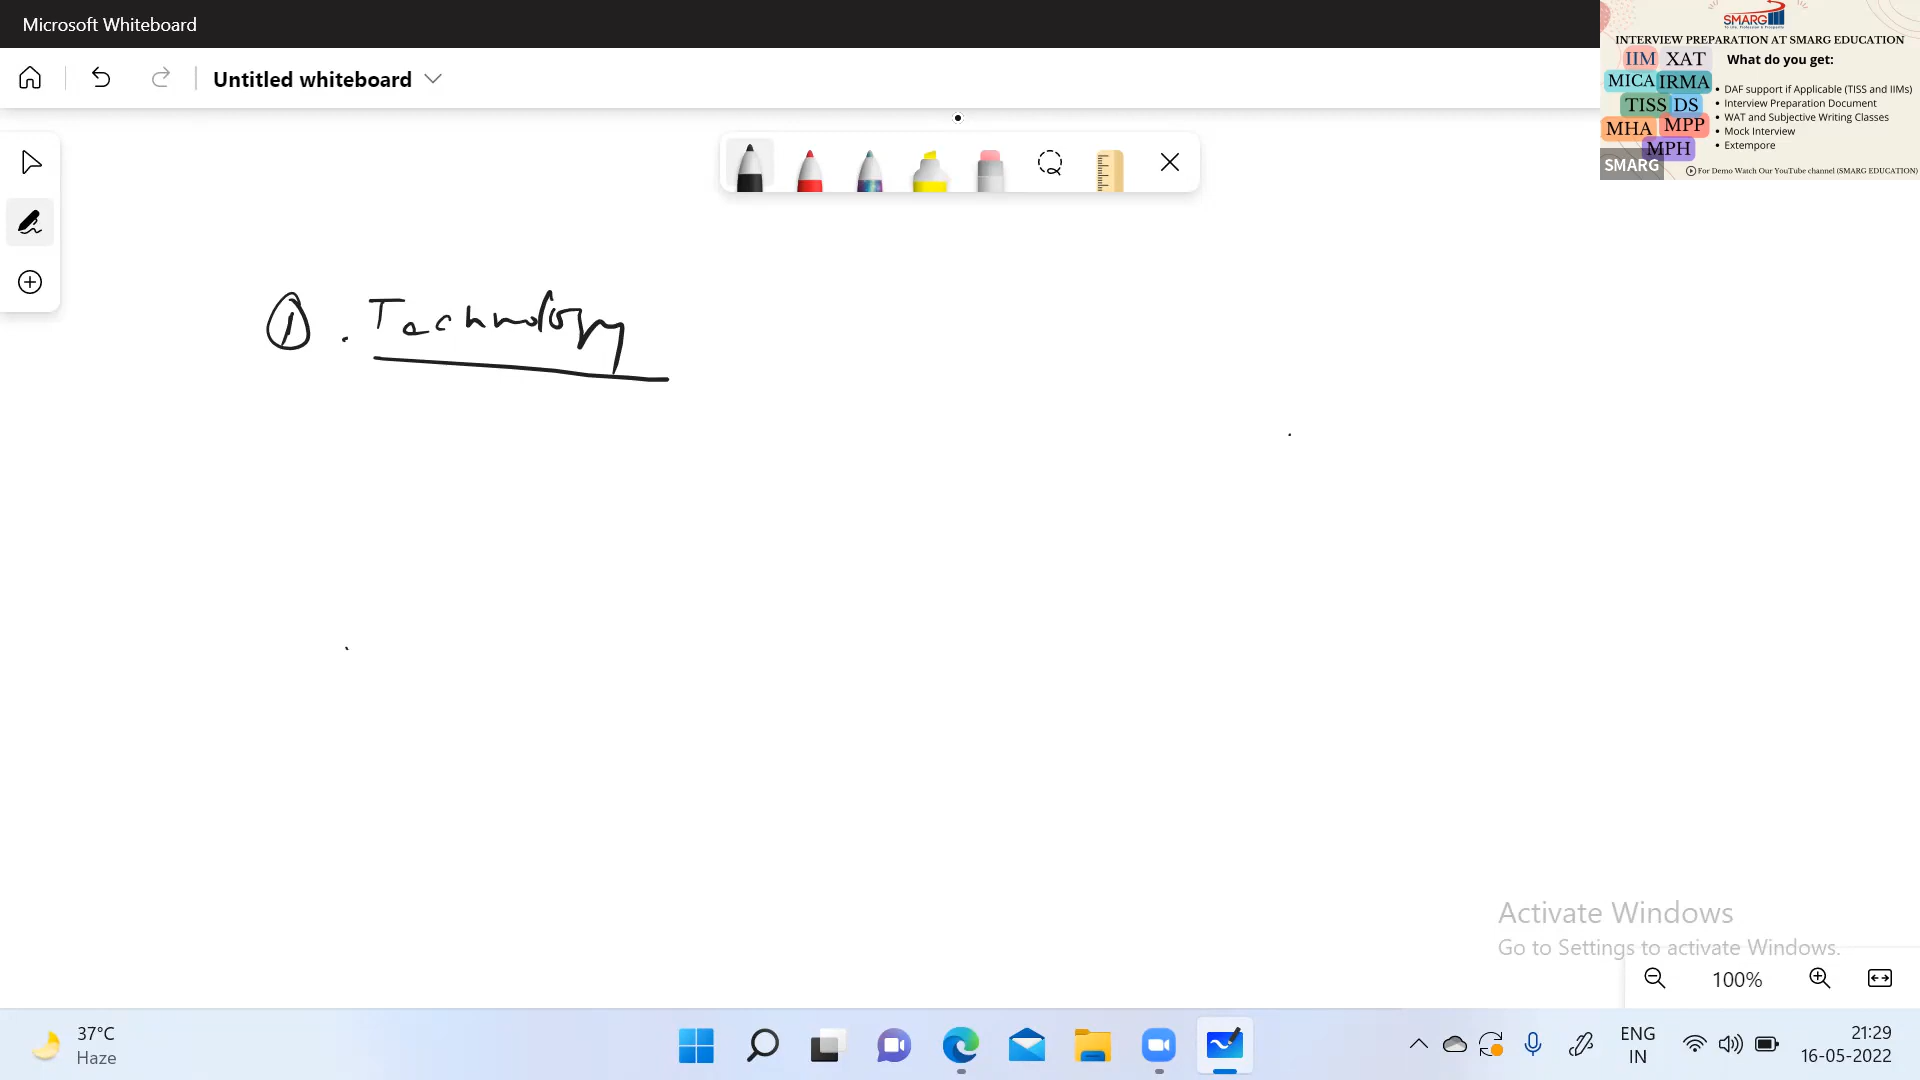 Microsoft Whiteboard
Untitled whiteboard
SMARG
INTERVIEW PREPARATION AT SMARG EDUCATION
IIM XAT
MICA IRMA
TISS DS
MHA MPP
MPH
What do you get:
• DAF support if Applicable (TISS and IIMs)
• Interview Preparation Document
• WAT and Subjective Writing Classes
• Mock Interview
• Extempore
SMARG
For Demo Watch Our YouTube channel (SMARG EDUCATION)
① . Technology
Activate Windows
Go to Settings to activate Windows.
100%
37°C
Haze
ENG
IN
21:29
16-05-2022